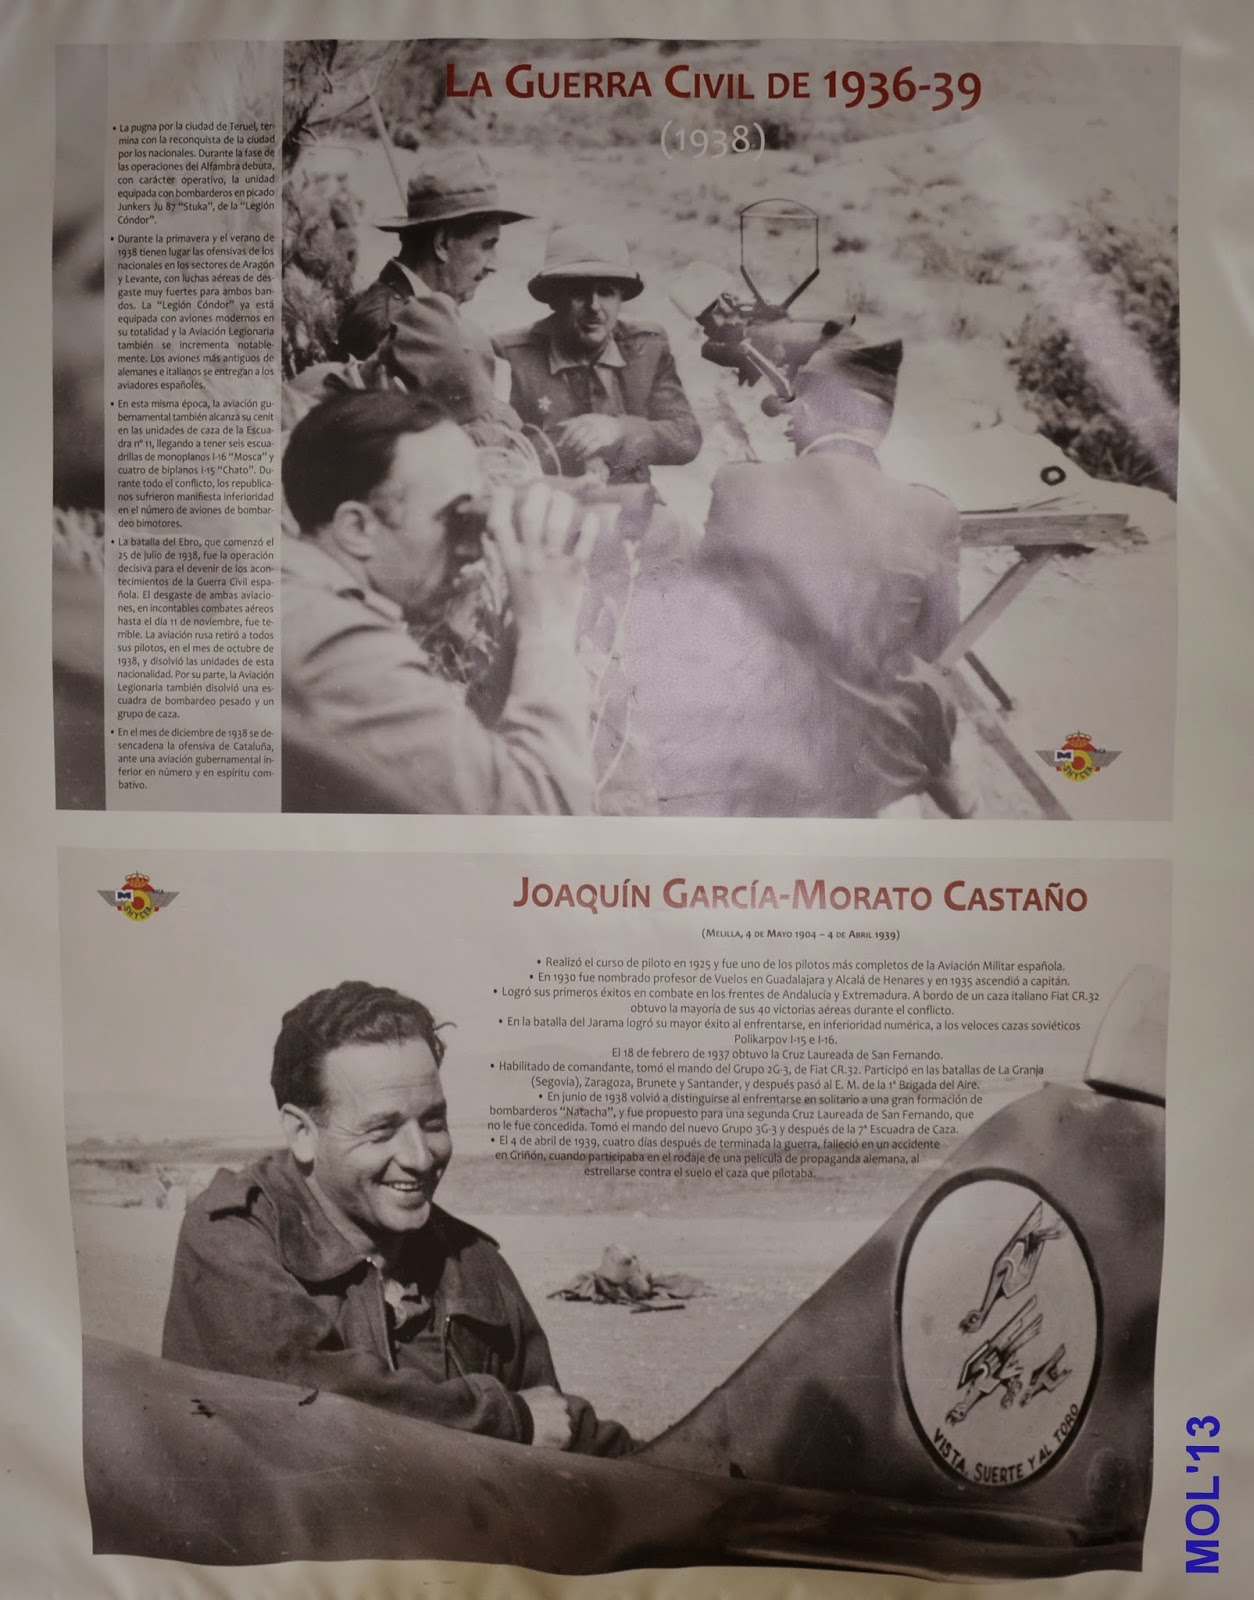 LA GUERRA CIVIL DE 1936-39
(1938)
• La pugna por la ciudad de Teruel, ter-
mina con la reconquista de la ciudad
por los nacionales. Durante la fase de
las operaciones del Alfambra debuta,
con carácter operativo, la unidad
equipada con bombarderos en picado
Junkers Ju 87 "Stuka", de la "Legión
Cóndor".
• Durante la primavera y el verano de
1938 tienen lugar las ofensivas de los
nacionales en los sectores de Aragón
y Levante, con luchas aéreas de des-
gaste muy fuertes para ambos ban-
dos. La "Legión Cóndor" ya está
equipada con aviones modernos en
su totalidad y la Aviación Legionaria
también se incrementa notable-
mente. Los aviones más antiguos de
alemanes e italianos se entregan a los
aviadores españoles.
• En esta misma época, la aviación gu-
bernamental también alcanza su cenit
en las unidades de caza de la Escua-
dra nº 11, llegando a tener seis escua-
drillas de monoplanos I-16 "Mosca" y
cuatro de biplanos I-15 "Chato". Du-
rante todo el conflicto, los republica-
nos sufrieron manifiesta inferioridad
en el número de aviones de bombar-
deo bimotores.
• La batalla del Ebro, que comenzó el
25 de julio de 1938, fue la operación
decisiva para el devenir de los acon-
tecimientos de la Guerra Civil espa-
ñola. El desgaste de ambas aviacio-
nes, en incontables combates aéreos
hasta el día 11 de noviembre, fue te-
rrible. La aviación rusa retiró a todos
sus pilotos, en el mes de octubre de
1938, y disolvió las unidades de esta
nacionalidad. Por su parte, la Aviación
Legionaria también disolvió una es-
cuadra de bombardeo pesado y un
grupo de caza.
• En el mes de diciembre de 1938 se de-
sencadena la ofensiva de Cataluña,
ante una aviación gubernamental in-
ferior en número y en espíritu com-
bativo.
SHYCEA
SHYCEA
JOAQUÍN GARCÍA-MORATO CASTAÑO
(MELILLA, 4 DE MAYO 1904 – 4 DE ABRIL 1939)
• Realizó el curso de piloto en 1925 y fue uno de los pilotos más completos de la Aviación Militar española.
• En 1930 fue nombrado profesor de Vuelos en Guadalajara y Alcalá de Henares y en 1935 ascendió a capitán.
• Logró sus primeros éxitos en combate en los frentes de Andalucía y Extremadura. A bordo de un caza italiano Fiat CR.32
obtuvo la mayoría de sus 40 victorias aéreas durante el conflicto.
• En la batalla del Jarama logró su mayor éxito al enfrentarse, en inferioridad numérica, a los veloces cazas soviéticos
Polikarpov I-15 e I-16.
El 18 de febrero de 1937 obtuvo la Cruz Laureada de San Fernando.
• Habilitado de comandante, tomó el mando del Grupo 2G-3, de Fiat CR.32. Participó en las batallas de La Granja
(Segovia), Zaragoza, Brunete y Santander, y después pasó al E. M. de la 1ª Brigada del Aire.
• En junio de 1938 volvió a distinguirse al enfrentarse en solitario a una gran formación de
bombarderos "Natacha", y fue propuesto para una segunda Cruz Laureada de San Fernando, que
no le fue concedida. Tomó el mando del nuevo Grupo 3G-3 y después de la 7ª Escuadra de Caza.
• El 4 de abril de 1939, cuatro días después de terminada la guerra, falleció en un accidente
en Griñón, cuando participaba en el rodaje de una película de propaganda alemana, al
estrellarse contra el suelo el caza que pilotaba.
VISTA, SUERTE Y AL TORO
MOL'13